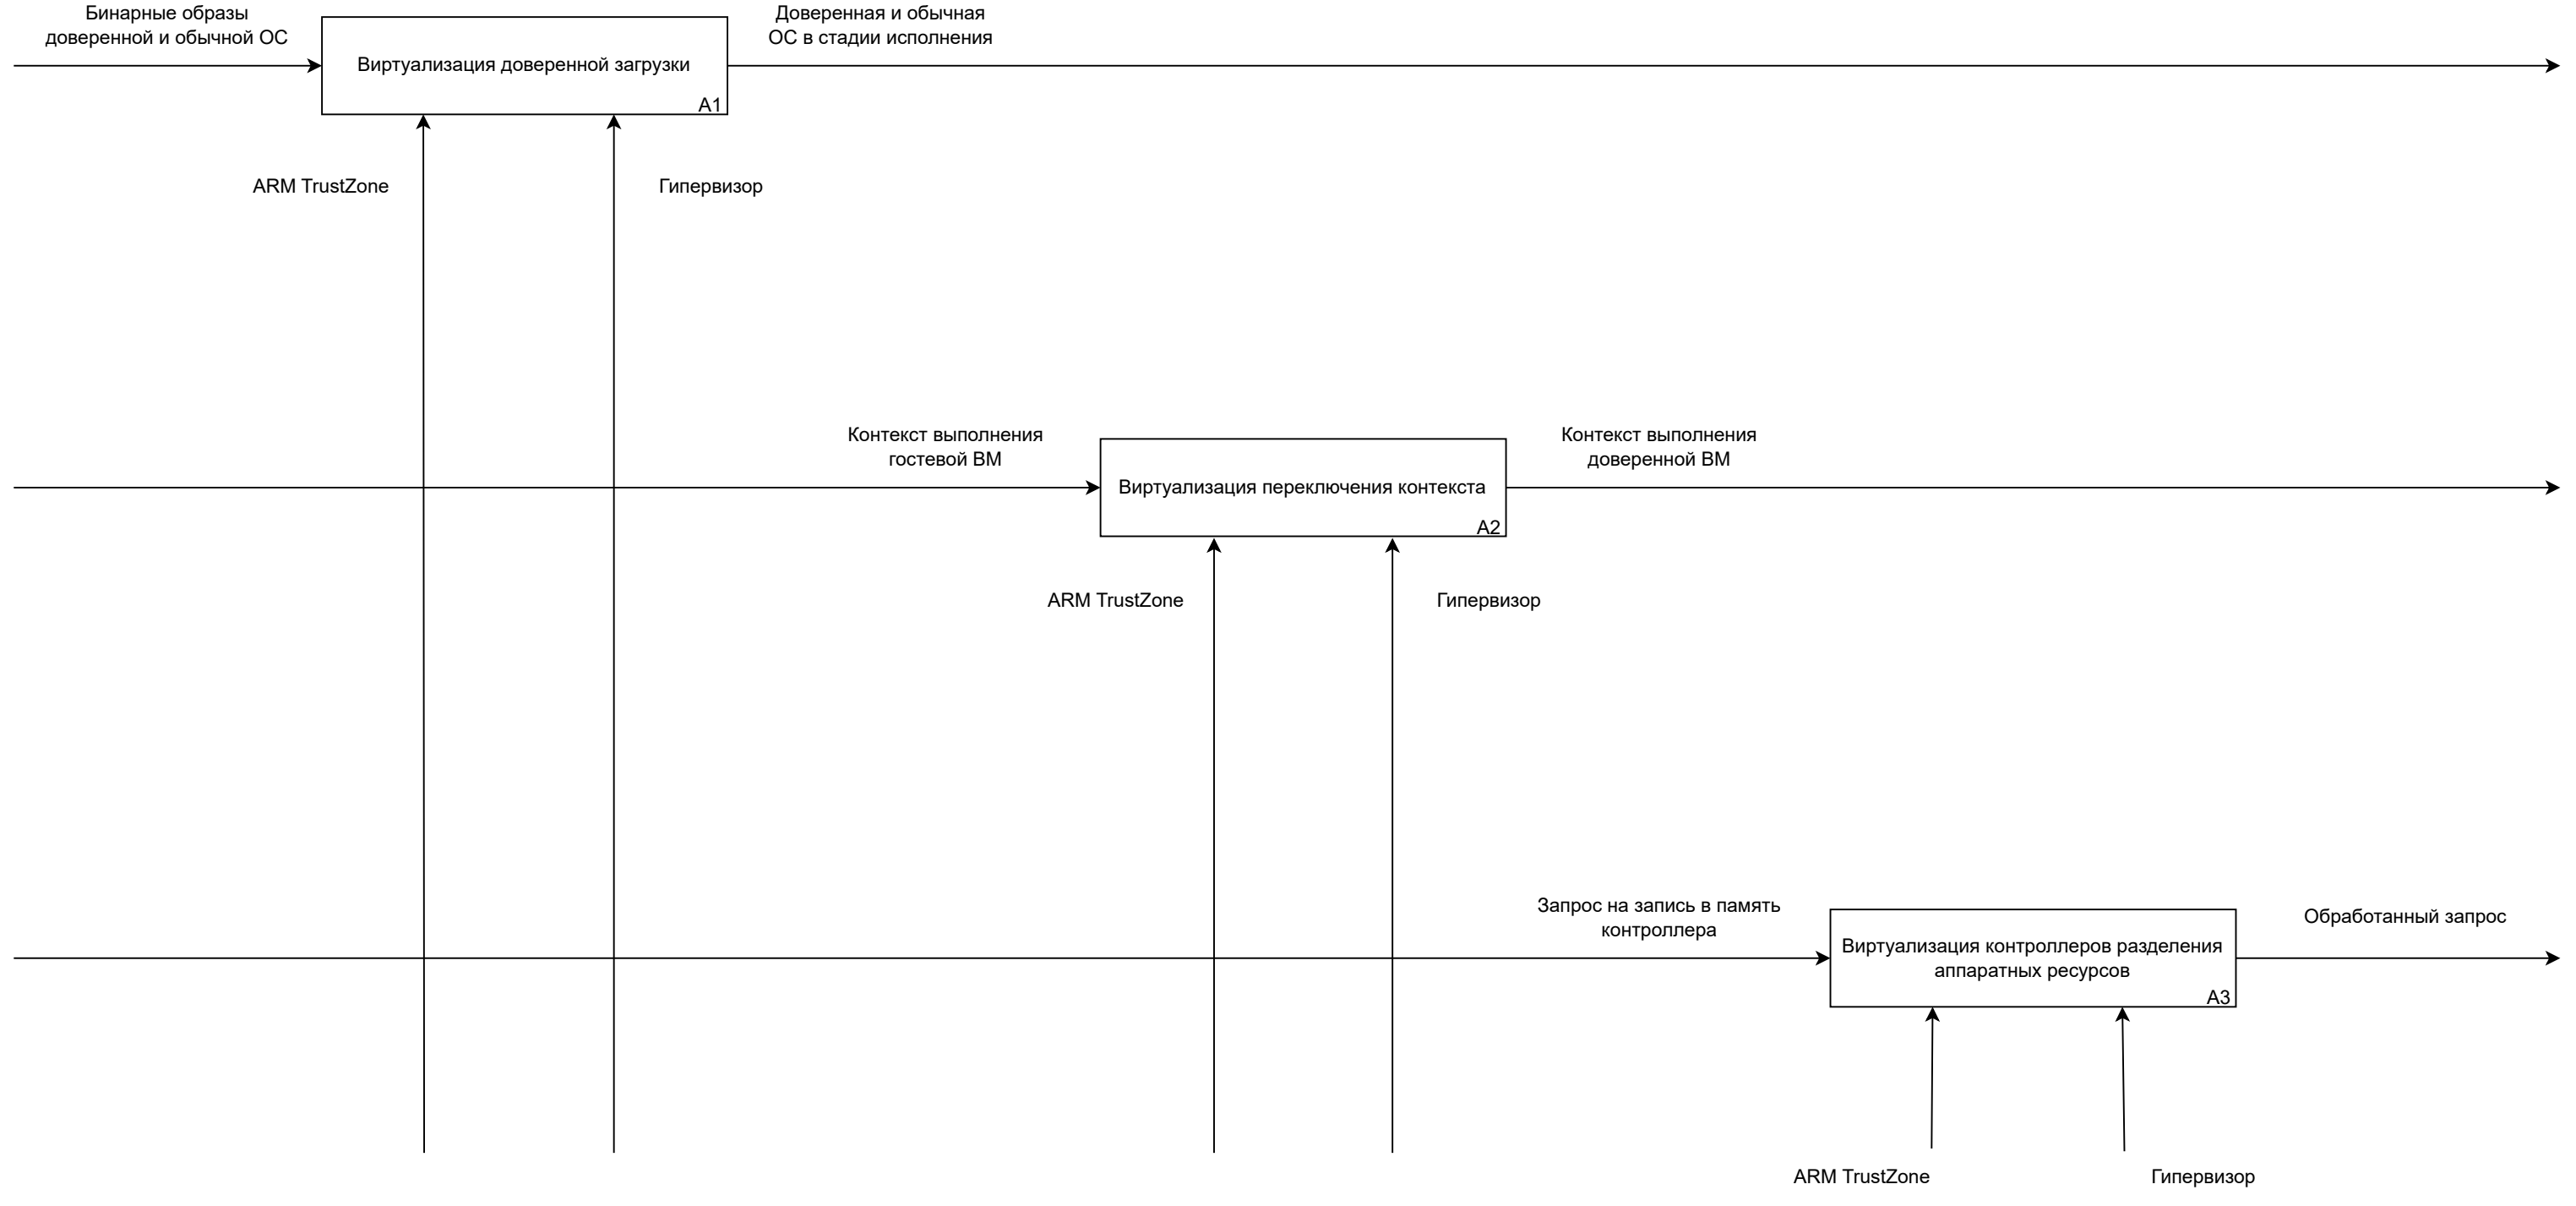 Бинарные образы
доверенной и обычной ОС
Виртуализация доверенной загрузки
A1
Доверенная и обычная
ОС в стадии исполнения
ARM TrustZone
Гипервизор
Контекст выполнения
гостевой ВМ
Виртуализация переключения контекста
A2
Контекст выполнения
доверенной ВМ
ARM TrustZone
Гипервизор
Запрос на запись в память
контроллера
Виртуализация контроллеров разделения
аппаратных ресурсов
A3
Обработанный запрос
ARM TrustZone
Гипервизор